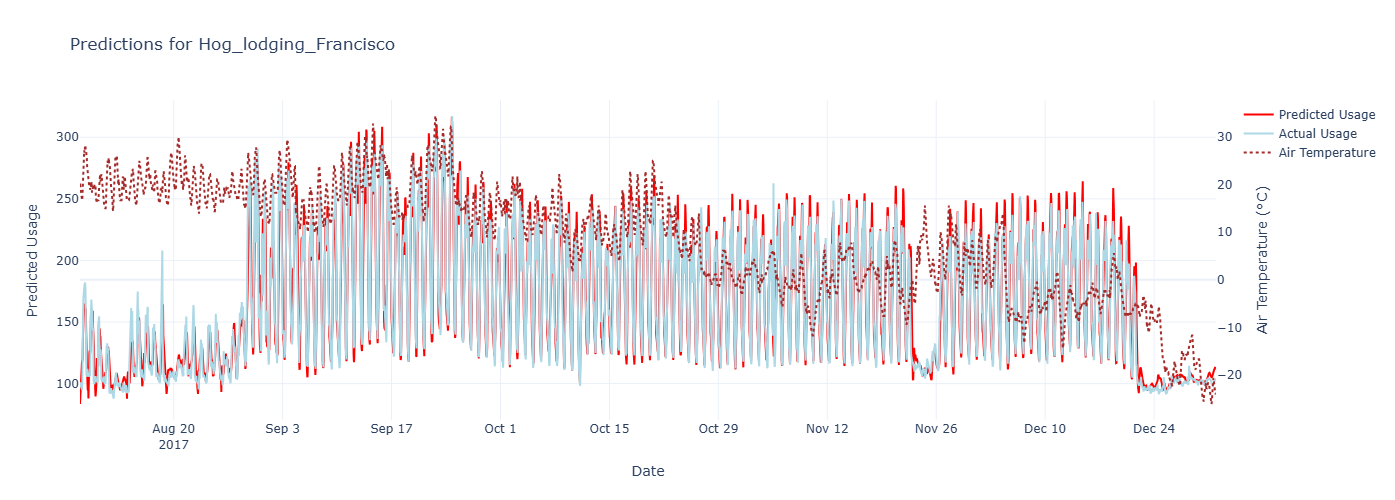 Predictions for Hog_lodging_Francisco
Predicted Usage
300
250
200
150
100
Aug 20
2017
Sep 3
Sep 17
Oct 1
Oct 15
Oct 29
Nov 12
Nov 26
Dec 10
Dec 24
Date
30
20
10
0
−10
−20
Air Temperature (°C)
Predicted Usage
Actual Usage
Air Temperature